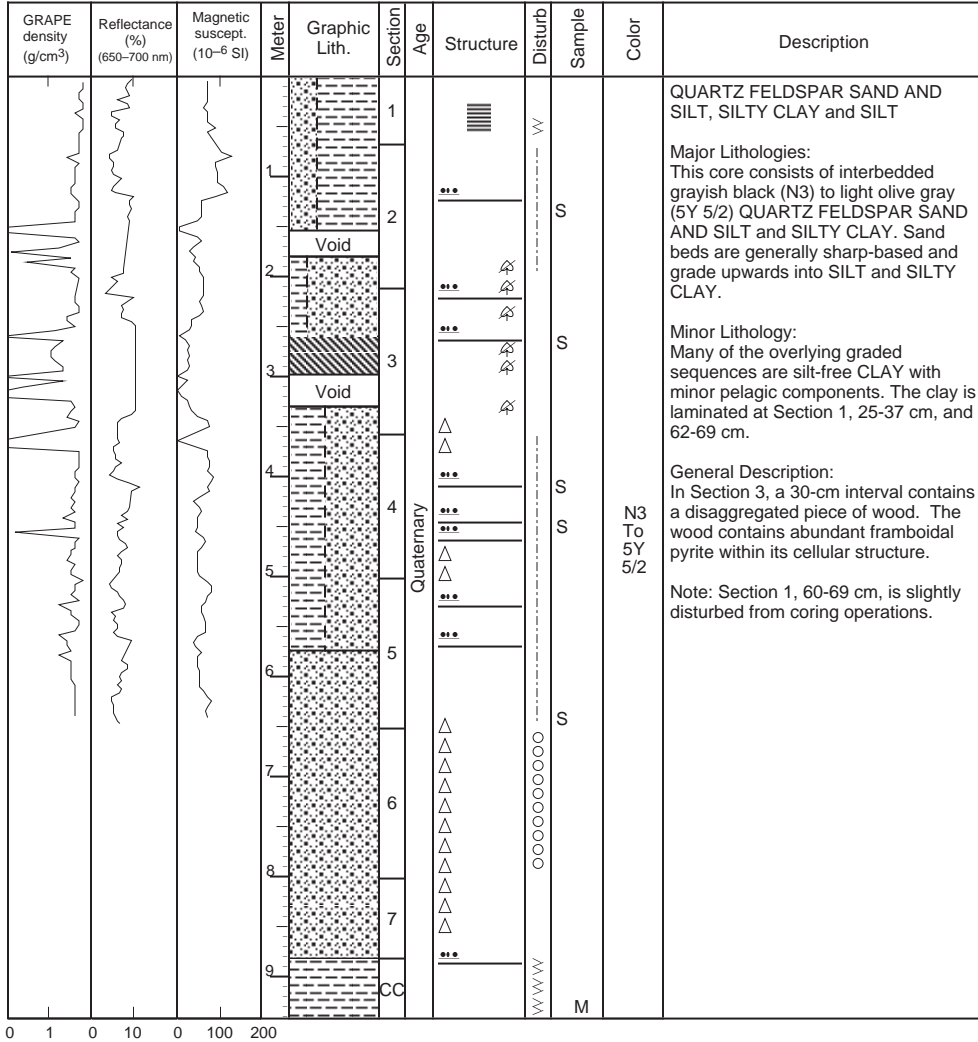 GRAPE
density
(g/cm3)
Reflectance
(%)
(650–700 nm)
Magnetic
suscept.
(10–6 SI)
Meter
Graphic
Lith.
Section
Age
Structure
Disturb
Sample
Color
Description
1
2
3
4
5
6
7
8
9
Void
Void
1
2
3
4
5
6
7
CC
Quaternary
S
S
S
S
S
M
N3
To
5Y
5/2
QUARTZ FELDSPAR SAND AND
SILT, SILTY CLAY and SILT
Major Lithologies:
This core consists of interbedded
grayish black (N3) to light olive gray
(5Y 5/2) QUARTZ FELDSPAR SAND
AND SILT and SILTY CLAY. Sand
beds are generally sharp-based and
grade upwards into SILT and SILTY
CLAY.
Minor Lithology:
Many of the overlying graded
sequences are silt-free CLAY with
minor pelagic components. The clay is
laminated at Section 1, 25-37 cm, and
62-69 cm.
General Description:
In Section 3, a 30-cm interval contains
a disaggregated piece of wood. The
wood contains abundant framboidal
pyrite within its cellular structure.
Note: Section 1, 60-69 cm, is slightly
disturbed from coring operations.
0 1 0 10 0 100 200